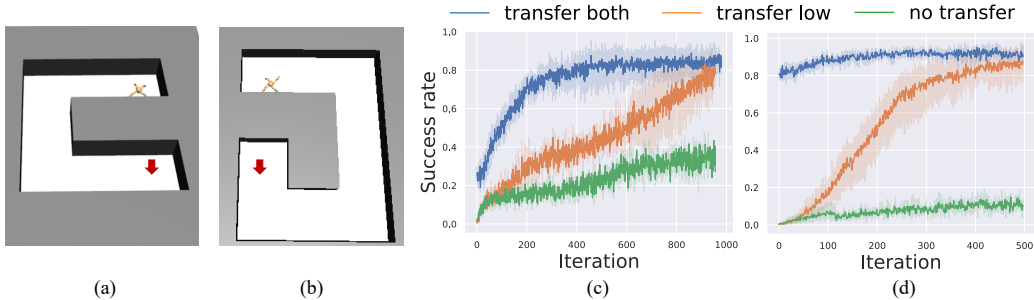 transfer both transfer low no transfer
Success rate
1.0
0.8
0.6
0.4
0.2
0.0
0 200 400 600 800 1000
Iteration
1.0
0.8
0.6
0.4
0.2
0.0
0 100 200 300 400 500
Iteration
(a) (b) (c) (d)